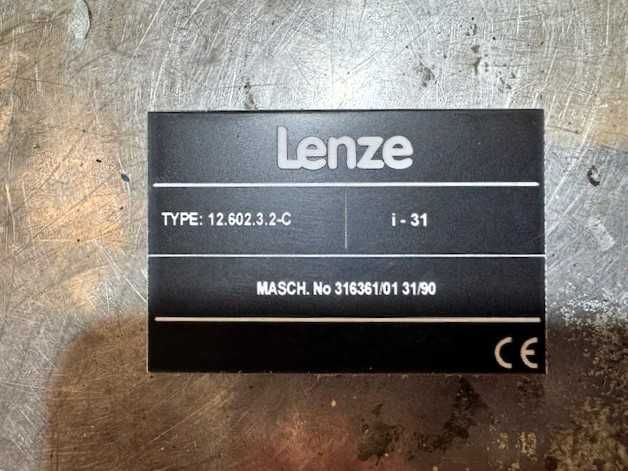 Lenze
TYPE: 12.602.3.2-C i - 31
MASCH. No 316361/01 31/90
CE